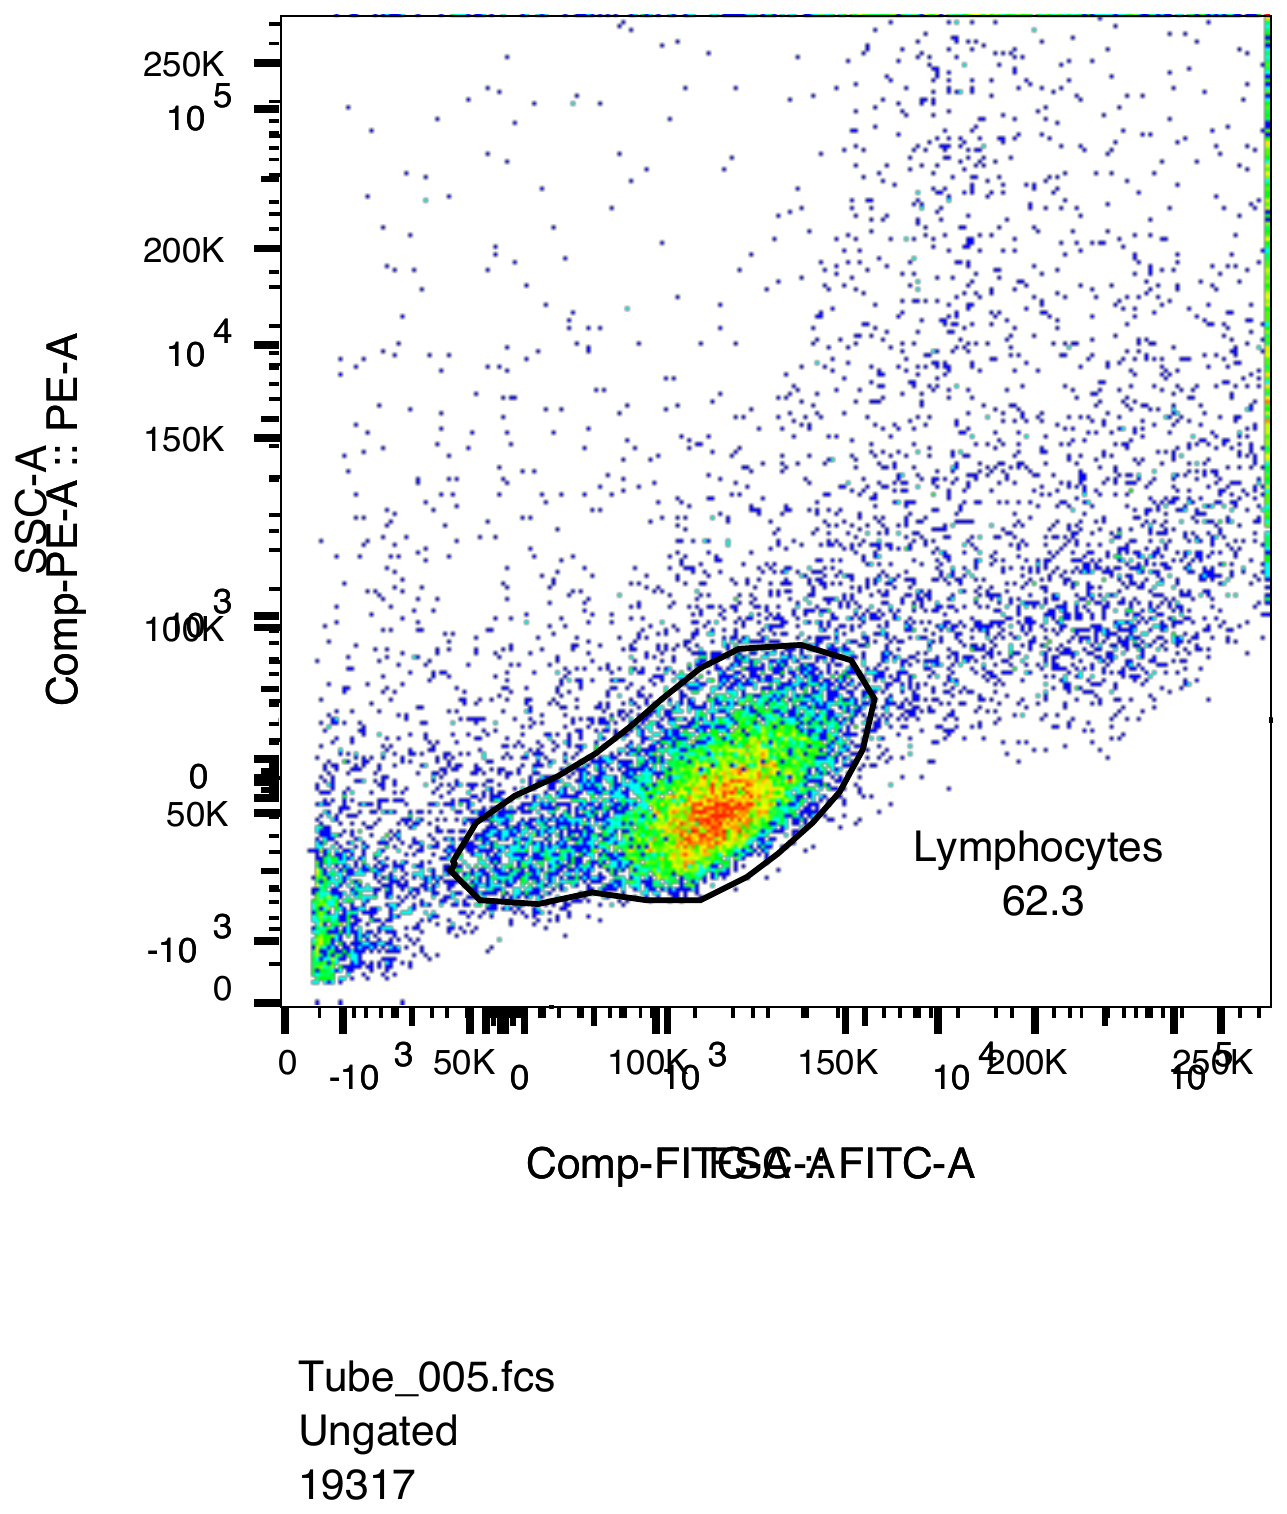 250K
10 5
200K
10 4
150K
10 3
100K
0
50K
-10 3
0
SSC-A
Comp-PE-A :: PE-A
Lymphocytes
62.3
0 -10 3 50K 0 100K 10 3 150K 10 4 200K 250K 10 5
Comp-FITC-A :: FITC-A
FSC-A
Tube_005.fcs
Ungated
19317